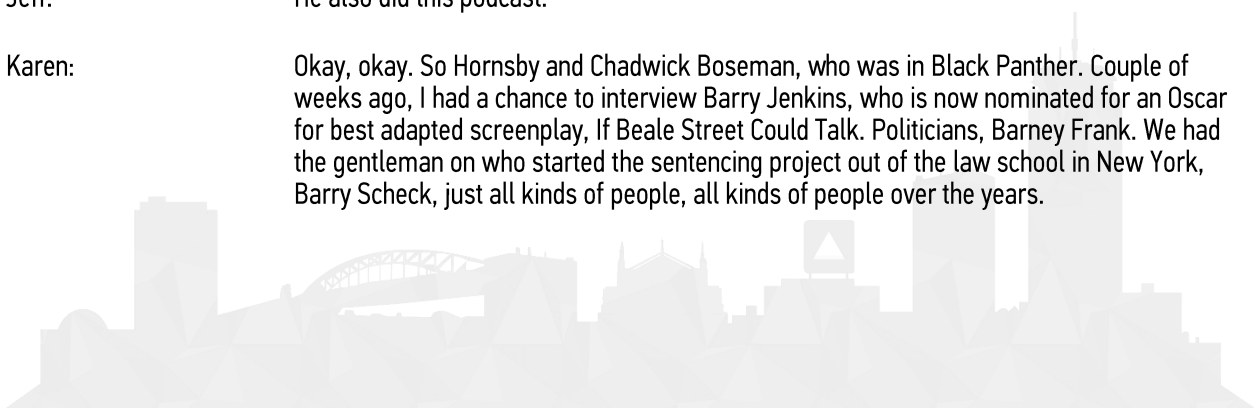 Jeff: He also did this podcast.
Karen: Okay, okay. So Hornsby and Chadwick Boseman, who was in Black Panther. Couple of
weeks ago, I had a chance to interview Barry Jenkins, who is now nominated for an Oscar
for best adapted screenplay, If Beale Street Could Talk. Politicians, Barney Frank. We had
the gentleman on who started the sentencing project out of the law school in New York,
Barry Scheck, just all kinds of people, all kinds of people over the years.